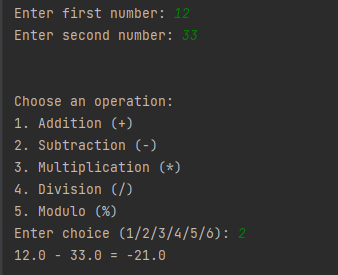 Enter first number: 12
Enter second number: 33
Choose an operation:
1. Addition (+)
2. Subtraction (-)
3. Multiplication (*)
4. Division (/)
5. Modulo (%)
Enter choice (1/2/3/4/5/6): 2
12.0 - 33.0 = -21.0